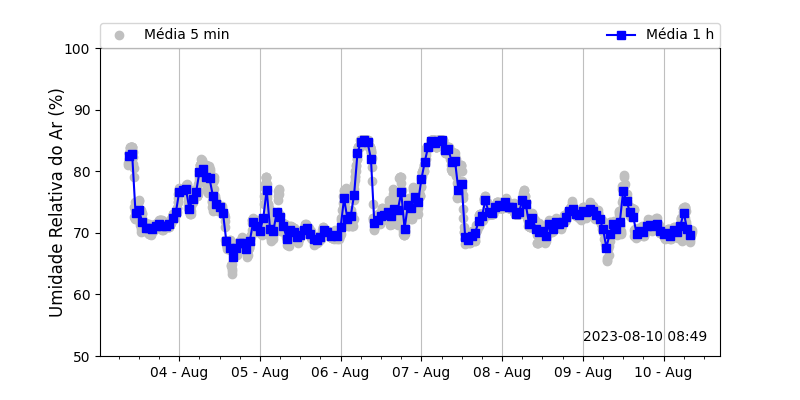 Média 5 min
Média 1 h
100
90
80
70
60
50
Umidade Relativa do Ar (%)
2023-08-10 08:49
04 - Aug
05 - Aug
06 - Aug
07 - Aug
08 - Aug
09 - Aug
10 - Aug